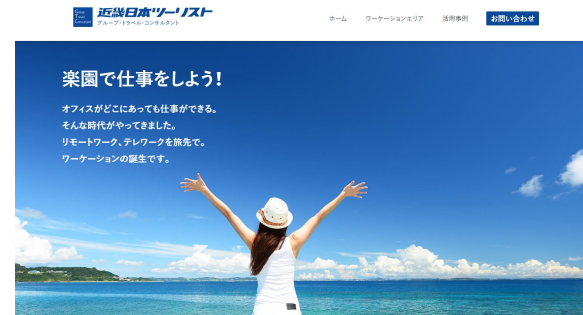 近畿日本ツーリスト
グループ・トラベル・コンサルタント
ホーム
ワーケーションエリア
活用事例
お問い合わせ
楽園で仕事をしよう!
オフィスがどこにあっても仕事ができる。
そんな時代がやってきました。
リモートワーク、テレワークを旅先で。
ワーケーションの誕生です。